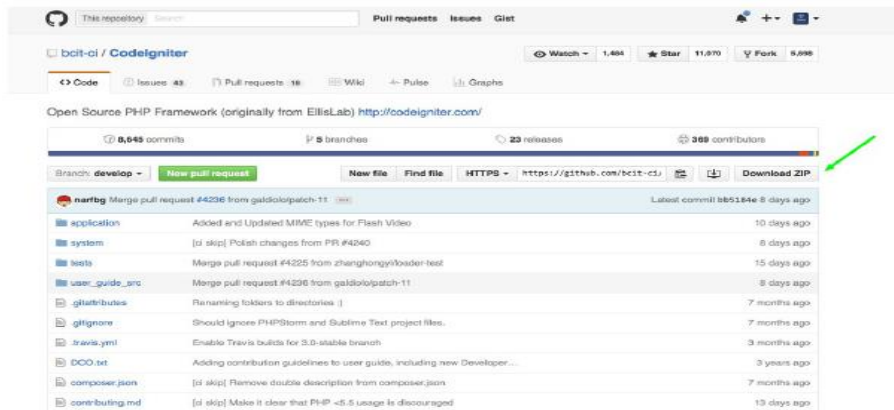 This repository Search Pull requests Issues Gist
bcit-ci / CodeIgniter Watch 1,484 Star 11,070 Fork 5,898
Code Issues 43 Pull requests 16 Wiki Pulse Graphs
Open Source PHP Framework (originally from EllisLab) http://codeigniter.com/
8,645 commits 5 branches 23 releases 369 contributors
Branch: develop New pull request New file Find file HTTPS https://github.com/bcit-ci/ Download ZIP
narfbg Merge pull request #4236 from galdiolo/patch-11 Latest commit bb5184e 8 days ago
application Added and Updated MIME types for Flash Video 10 days ago
system [ci skip] Polish changes from PR #4240 8 days ago
tests Merge pull request #4225 from zhanghongyi/loader-test 15 days ago
user_guide_src Merge pull request #4236 from galdiolo/patch-11 8 days ago
.gitattributes Renaming folders to directories :) 7 months ago
.gitignore Should ignore PHPStorm and Sublime Text project files. 7 months ago
.travis.yml Enable Travis builds for 3.0-stable branch 3 months ago
DCO.txt Adding contribution guidelines to user guide, including new Developer... 3 years ago
composer.json [ci skip] Remove double description from composer.json 7 months ago
contributing.md [ci skip] Make it clear that PHP <5.5 usage is discouraged 13 days ago